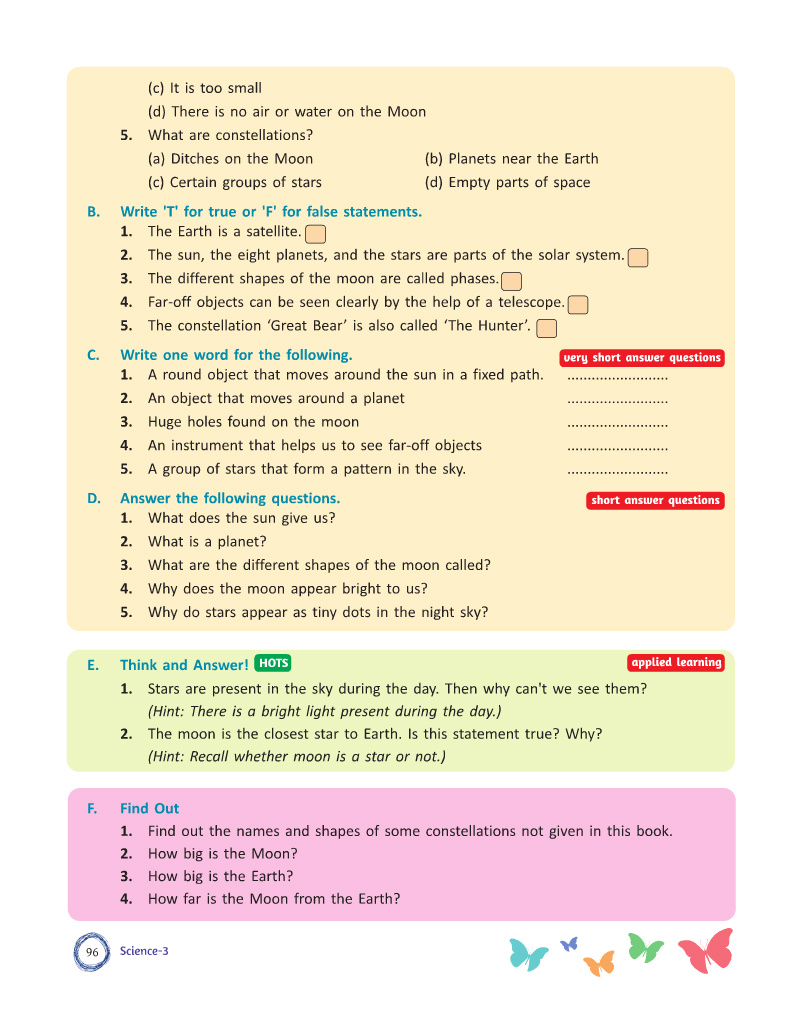 (c) It is too small
(d) There is no air or water on the Moon
5. What are constellations?
(a) Ditches on the Moon (b) Planets near the Earth
(c) Certain groups of stars (d) Empty parts of space
B. Write 'T' for true or 'F' for false statements.
1. The Earth is a satellite.
2. The sun, the eight planets, and the stars are parts of the solar system.
3. The different shapes of the moon are called phases.
4. Far-off objects can be seen clearly by the help of a telescope.
5. The constellation ‘Great Bear’ is also called ‘The Hunter’.
C. Write one word for the following. very short answer questions
1. A round object that moves around the sun in a fixed path. .........................
2. An object that moves around a planet .........................
3. Huge holes found on the moon .........................
4. An instrument that helps us to see far-off objects .........................
5. A group of stars that form a pattern in the sky. .........................
D. Answer the following questions. short answer questions
1. What does the sun give us?
2. What is a planet?
3. What are the different shapes of the moon called?
4. Why does the moon appear bright to us?
5. Why do stars appear as tiny dots in the night sky?
E. Think and Answer! HOTS applied learning
1. Stars are present in the sky during the day. Then why can't we see them?
(Hint: There is a bright light present during the day.)
2. The moon is the closest star to Earth. Is this statement true? Why?
(Hint: Recall whether moon is a star or not.)
F. Find Out
1. Find out the names and shapes of some constellations not given in this book.
2. How big is the Moon?
3. How big is the Earth?
4. How far is the Moon from the Earth?
96 Science-3